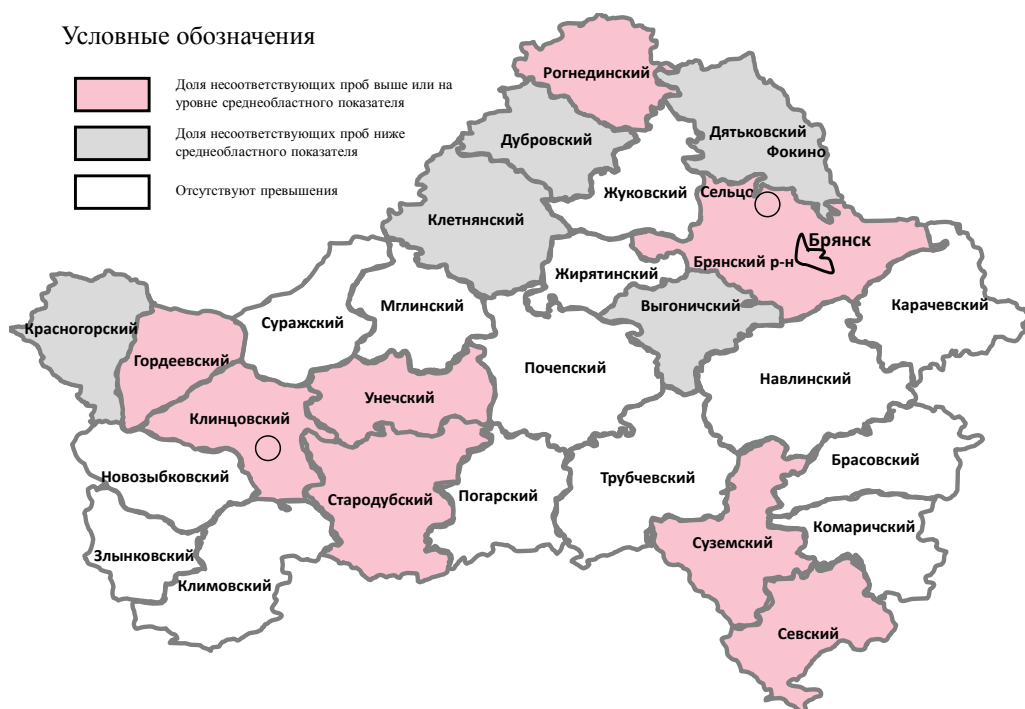 Условные обозначения
Доля несоответствующих проб выше или на
уровне среднеобластного показателя
Доля несоответствующих проб ниже
среднеобластного показателя
Отсутствуют превышения
Рогнединский
Дубровский
Дятьковский
Фокино
Жуковский
Сельцо
Клетнянский
Брянск
Брянский р-н
Жирятинский
Выгоничский
Карачевский
Мглинский
Суражский
Красногорский
Гордеевский
Почепский
Навлинский
Унечский
Клинцовский
Брасовский
Новозыбковский
Стародубский
Погарский
Трубчевский
Комаричский
Суземский
Злынковский
Климовский
Севский